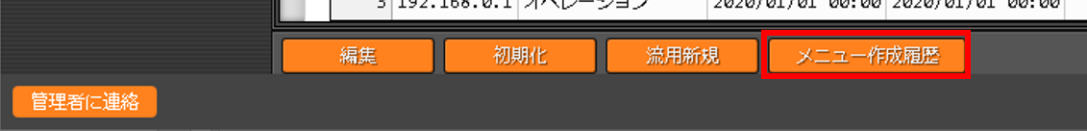 3 192.168.0.1 オペレーション 2020/01/01 00:00 2020/01/01 00:00
編集 初期化 流用新規 メニュー作成履歴
管理者に連絡